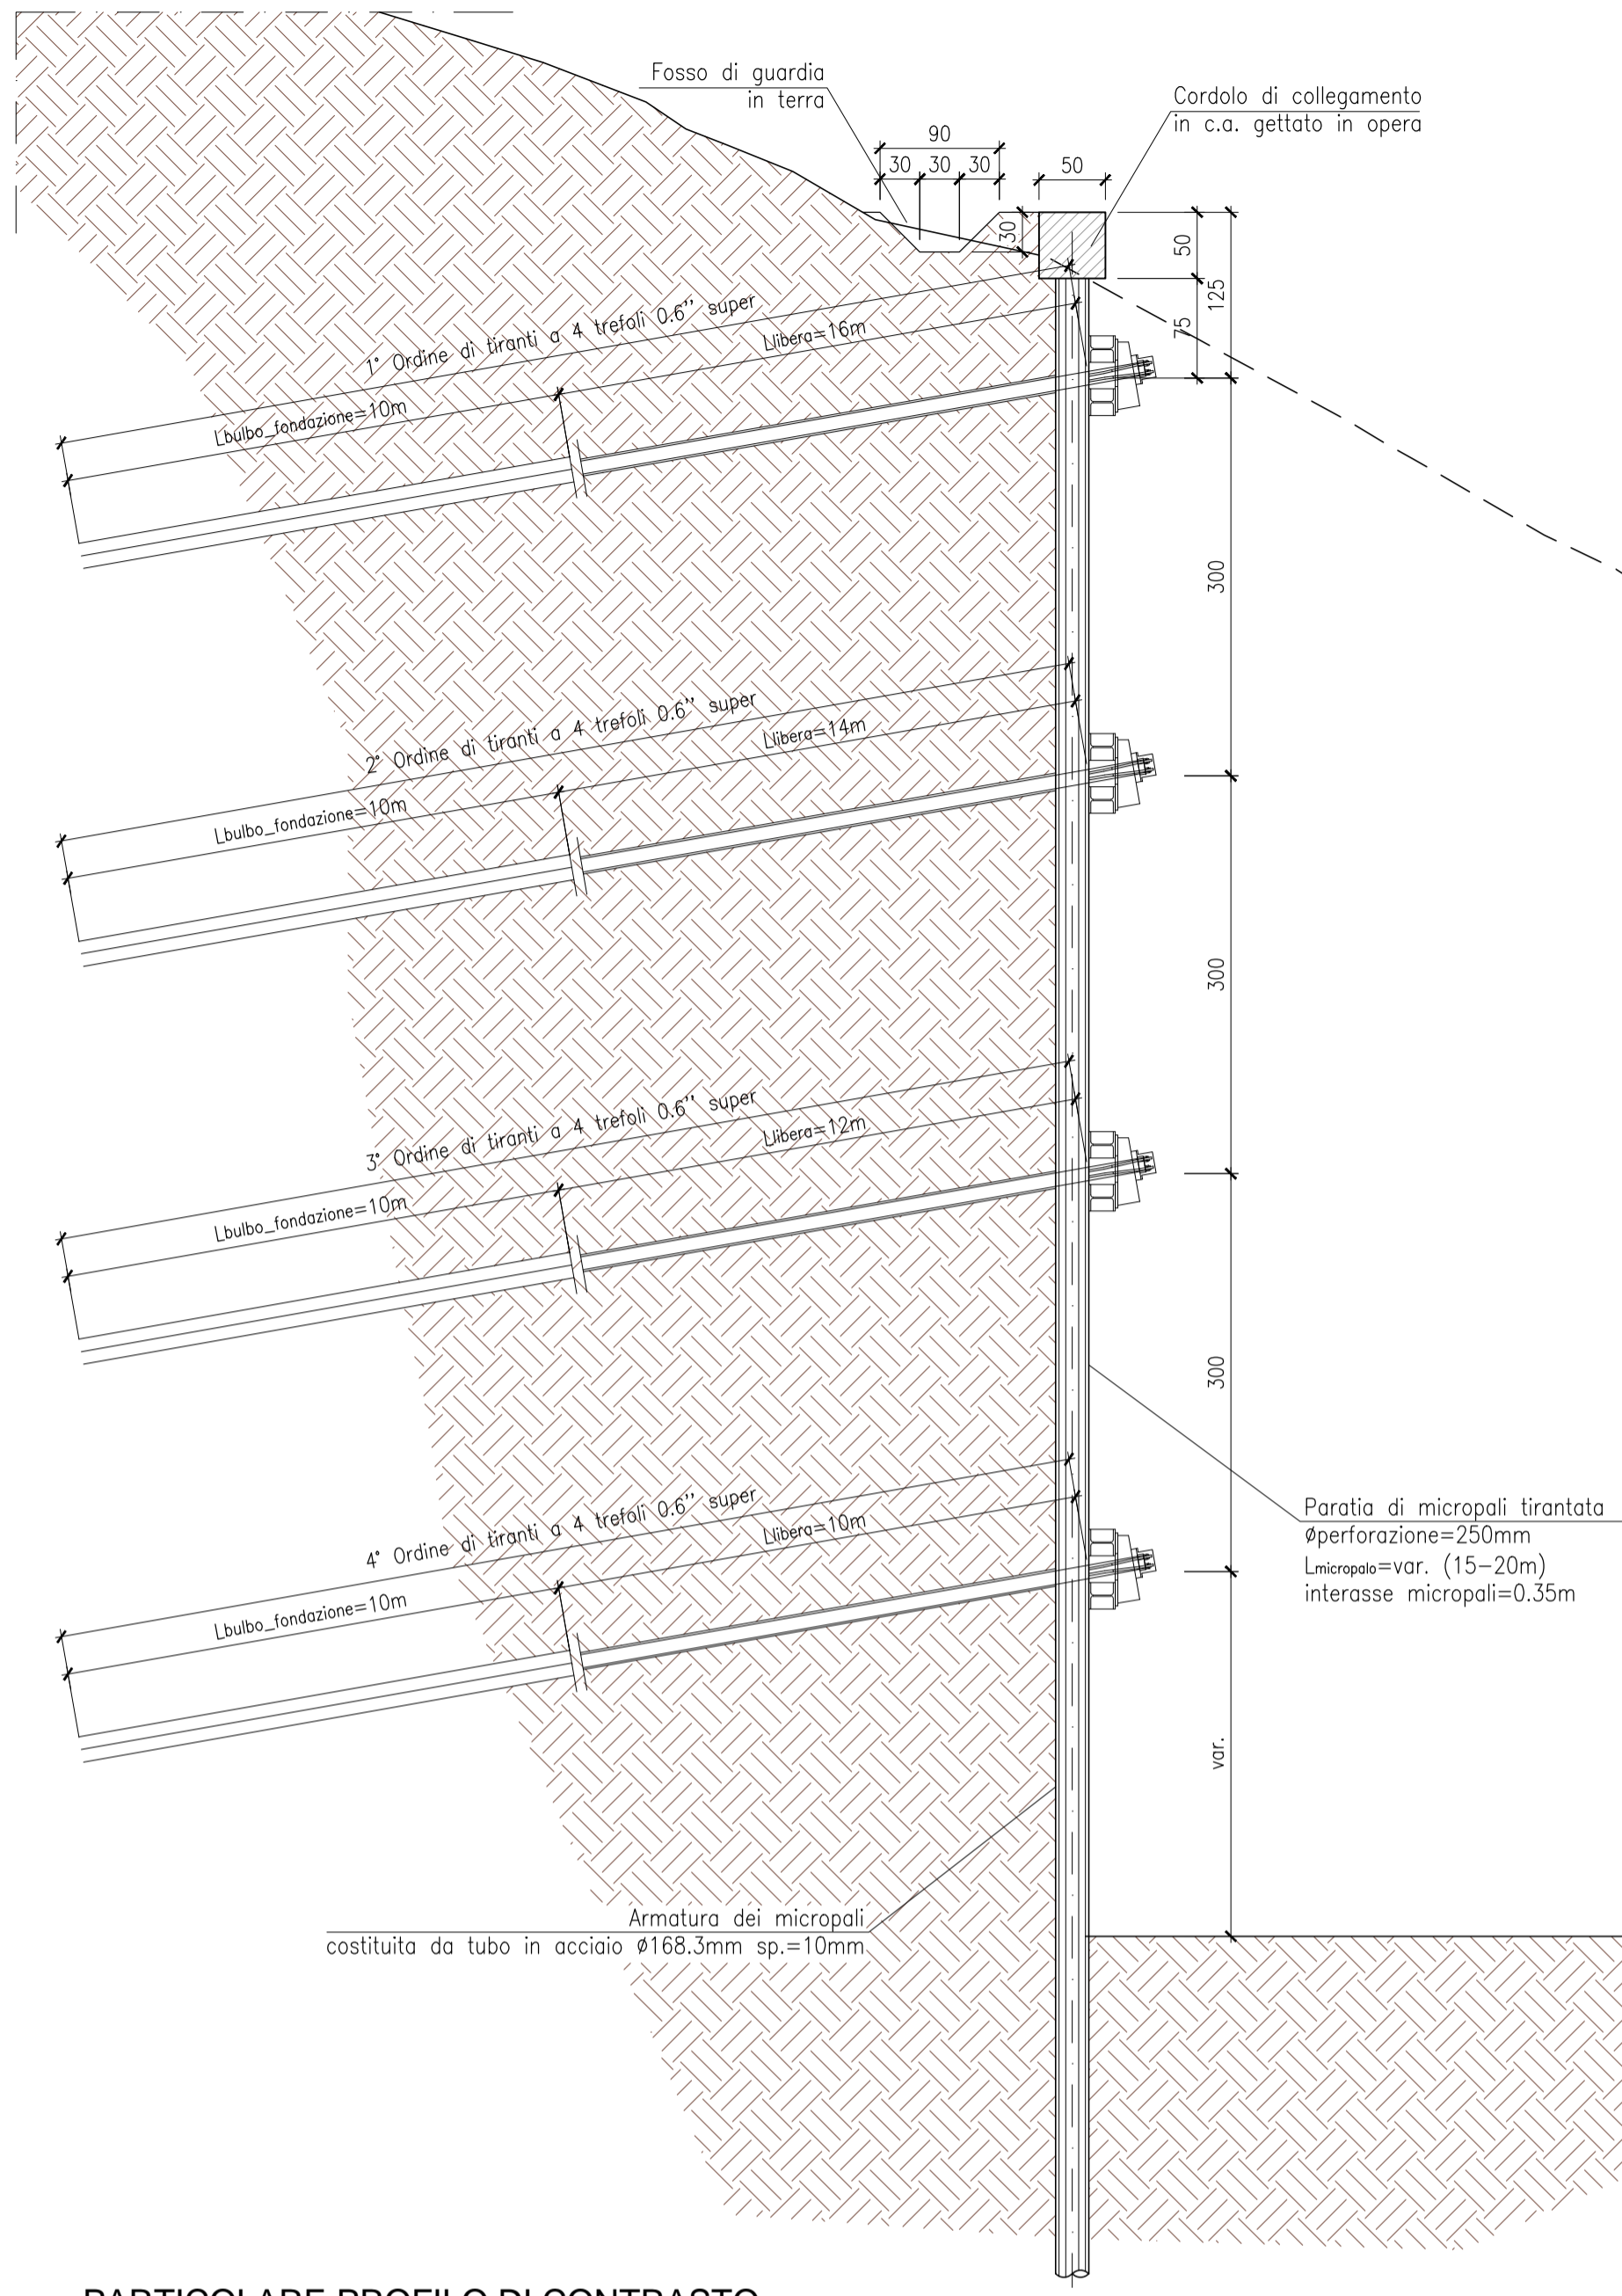 Fosso di guardia
in terra
Cordolo di collegamento
in c.a. gettato in opera
90
30 30 30
50
30
50
125
75
1° Ordine di tiranti a 4 trefoli 0.6'' super
Llibera=16m
Lbulbo_fondazione=10m
300
2° Ordine di tiranti a 4 trefoli 0.6'' super
Llibera=14m
Lbulbo_fondazione=10m
300
3° Ordine di tiranti a 4 trefoli 0.6'' super
Llibera=12m
Lbulbo_fondazione=10m
300
4° Ordine di tiranti a 4 trefoli 0.6'' super
Llibera=10m
Lbulbo_fondazione=10m
Paratia di micropali tirantata
Øperforazione=250mm
Lmicropalo=var. (15-20m)
interasse micropali=0.35m
var.
Armatura dei micropali
costituita da tubo in acciaio Ø168.3mm sp.=10mm
PARTICOLARE PROFILO DI CONTRASTO